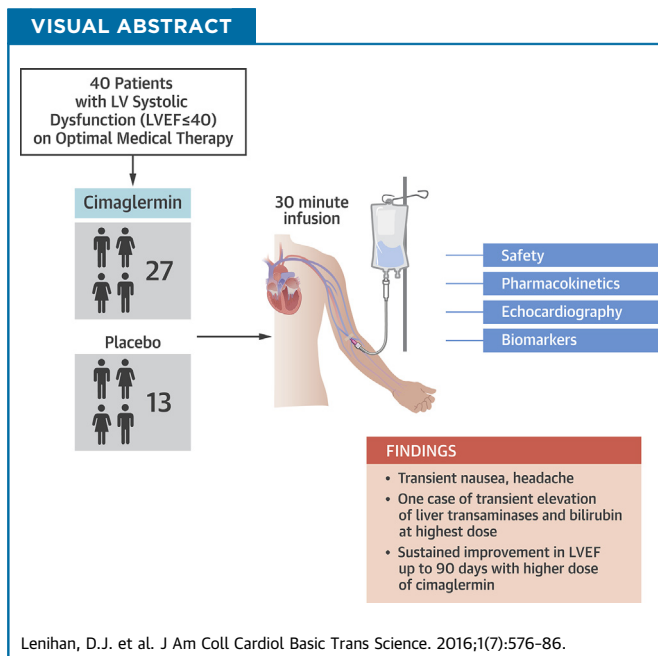 VISUAL ABSTRACT
40 Patients
with LV Systolic
Dysfunction (LVEF≤40)
on Optimal Medical Therapy
Cimaglermin
27
Placebo
13
30 minute
infusion
Safety
Pharmacokinetics
Echocardiography
Biomarkers
FINDINGS
• Transient nausea, headache
• One case of transient elevation
of liver transaminases and bilirubin
at highest dose
• Sustained improvement in LVEF
up to 90 days with higher dose
of cimaglermin
Lenihan, D.J. et al. J Am Coll Cardiol Basic Trans Science. 2016;1(7):576–86.